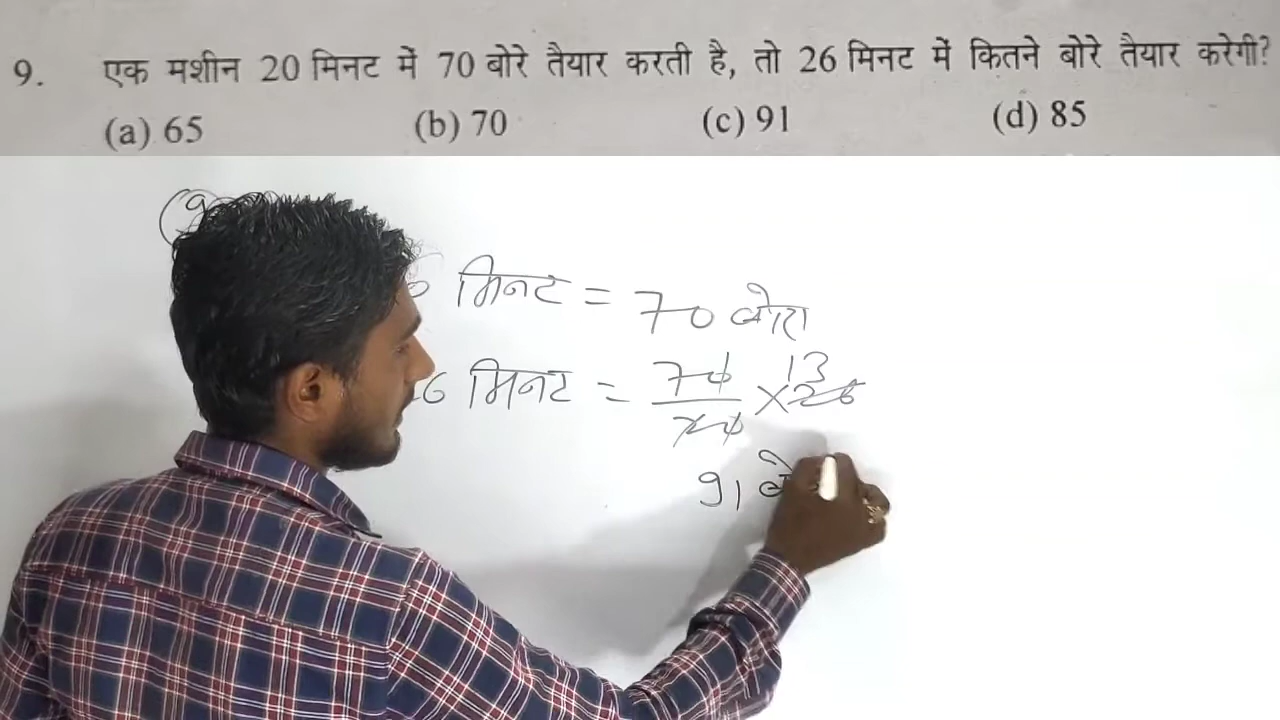 9. एक मशीन 20 मिनट में 70 बोरे तैयार करती है, तो 26 मिनट में कितने बोरे तैयार करेगी?
(a) 65 (b) 70 (c) 91 (d) 85
(9
मिनट = 70 बोरा
6 मिनट = 70/20 × 26 13
91